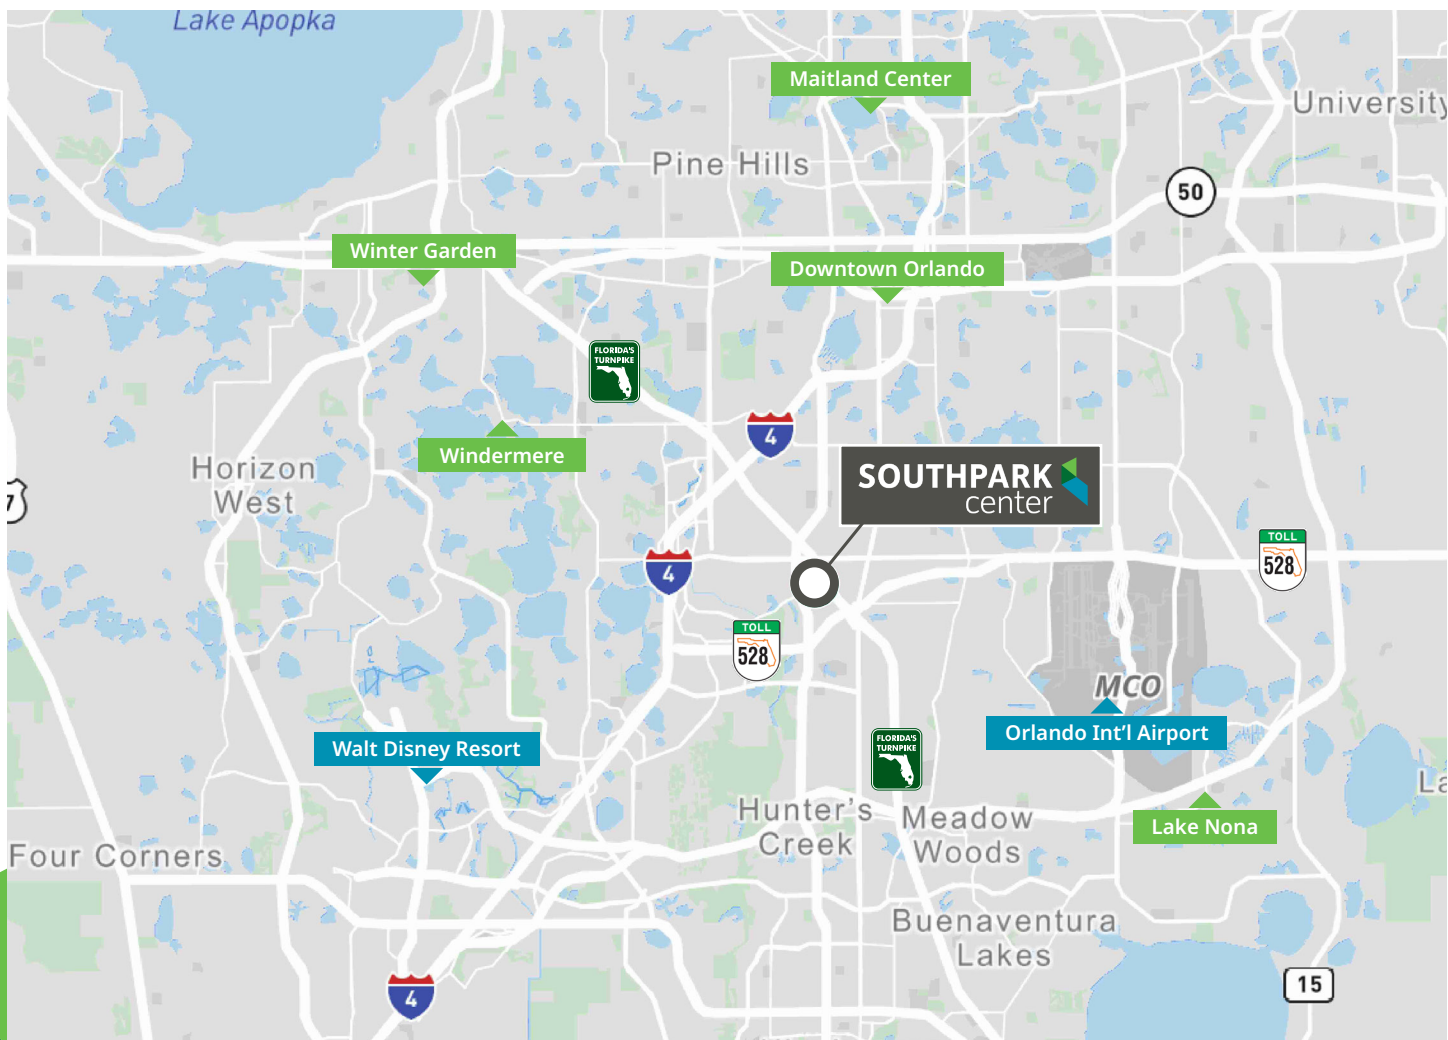 Lake Apopka
Maitland Center
University
Pine Hills
50
Winter Garden
Downtown Orlando
FLORIDA'S
TURNPIKE
4
Windermere
Horizon
West
SOUTHPARK
center
7
4
TOLL
528
TOLL
528
MCO
Orlando Int'l Airport
Walt Disney Resort
FLORIDA'S
TURNPIKE
La
Hunter's
Creek
Meadow
Woods
Lake Nona
Four Corners
Buenaventura
Lakes
4
15